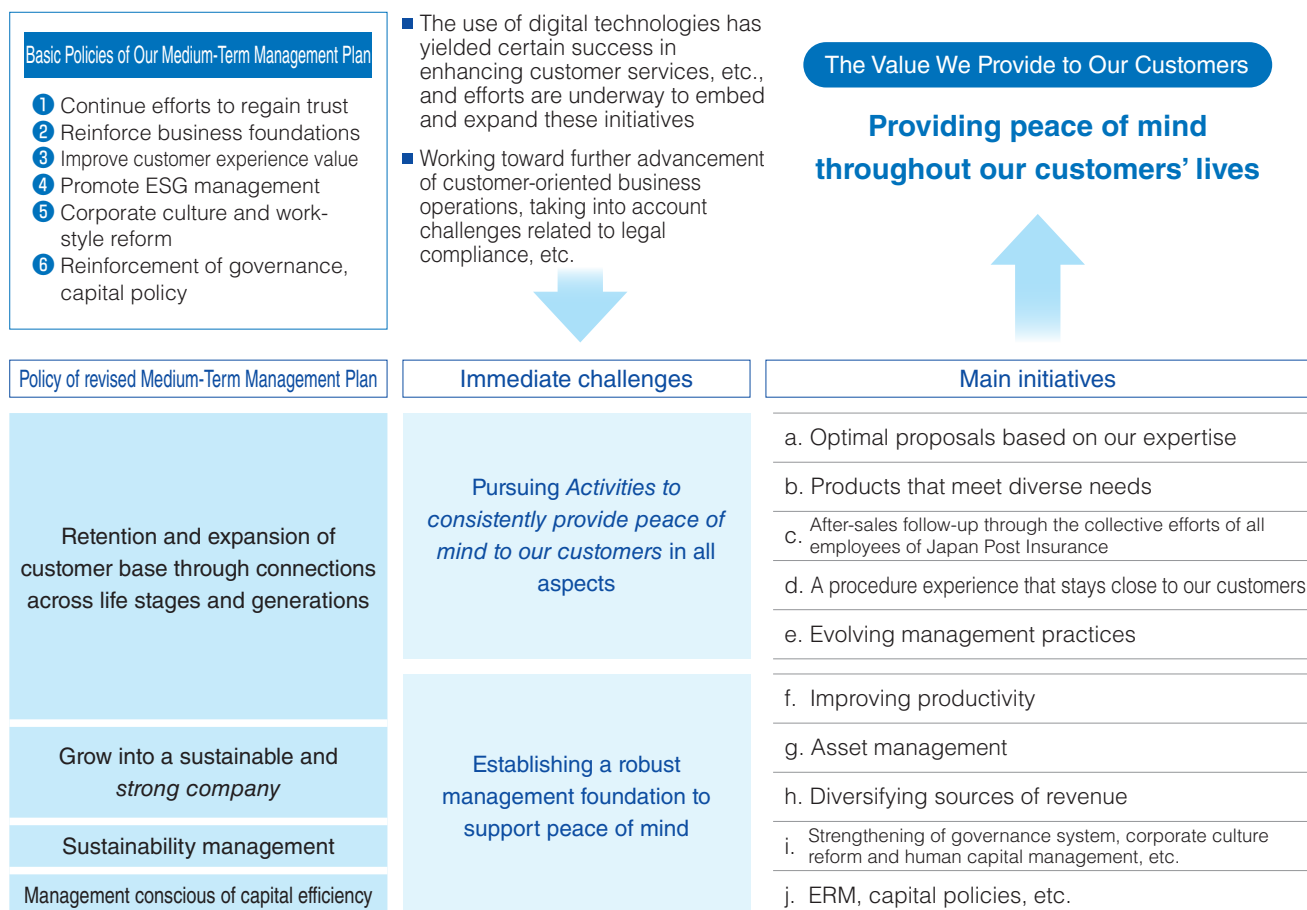 Basic Policies of Our Medium-Term Management Plan
❶ Continue efforts to regain trust
❷ Reinforce business foundations
❸ Improve customer experience value
❹ Promote ESG management
❺ Corporate culture and work-
style reform
❻ Reinforcement of governance,
capital policy
■ The use of digital technologies has
yielded certain success in
enhancing customer services, etc.,
and efforts are underway to embed
and expand these initiatives
■ Working toward further advancement
of customer-oriented business
operations, taking into account
challenges related to legal
compliance, etc.
The Value We Provide to Our Customers
Providing peace of mind
throughout our customers’ lives
Policy of revised Medium-Term Management Plan
Retention and expansion of
customer base through connections
across life stages and generations
Grow into a sustainable and
strong company
Sustainability management
Management conscious of capital efficiency
Immediate challenges
Pursuing Activities to
consistently provide peace of
mind to our customers in all
aspects
Establishing a robust
management foundation to
support peace of mind
Main initiatives
a. Optimal proposals based on our expertise
b. Products that meet diverse needs
c. After-sales follow-up through the collective efforts of all
employees of Japan Post Insurance
d. A procedure experience that stays close to our customers
e. Evolving management practices
f. Improving productivity
g. Asset management
h. Diversifying sources of revenue
i. Strengthening of governance system, corporate culture
reform and human capital management, etc.
j. ERM, capital policies, etc.